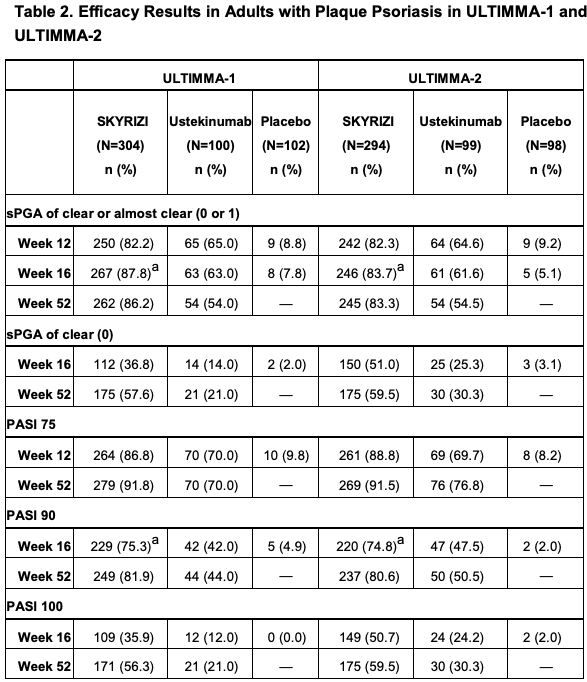 Table 2. Efficacy Results in Adults with Plaque Psoriasis in ULTIMMA-1 and
ULTIMMA-2
ULTIMMA-1 ULTIMMA-2
SKYRIZI Ustekinumab Placebo SKYRIZI Ustekinumab Placebo
(N=304) (N=100) (N=102) (N=294) (N=99) (N=98)
n (%) n (%) n (%) n (%) n (%) n (%)
sPGA of clear or almost clear (0 or 1)
Week 12 250 (82.2) 65 (65.0) 9 (8.8) 242 (82.3) 64 (64.6) 9 (9.2)
Week 16 267 (87.8)a 63 (63.0) 8 (7.8) 246 (83.7)a 61 (61.6) 5 (5.1)
Week 52 262 (86.2) 54 (54.0) — 245 (83.3) 54 (54.5) —
sPGA of clear (0)
Week 16 112 (36.8) 14 (14.0) 2 (2.0) 150 (51.0) 25 (25.3) 3 (3.1)
Week 52 175 (57.6) 21 (21.0) — 175 (59.5) 30 (30.3) —
PASI 75
Week 12 264 (86.8) 70 (70.0) 10 (9.8) 261 (88.8) 69 (69.7) 8 (8.2)
Week 52 279 (91.8) 70 (70.0) — 269 (91.5) 76 (76.8) —
PASI 90
Week 16 229 (75.3)a 42 (42.0) 5 (4.9) 220 (74.8)a 47 (47.5) 2 (2.0)
Week 52 249 (81.9) 44 (44.0) — 237 (80.6) 50 (50.5) —
PASI 100
Week 16 109 (35.9) 12 (12.0) 0 (0.0) 149 (50.7) 24 (24.2) 2 (2.0)
Week 52 171 (56.3) 21 (21.0) — 175 (59.5) 30 (30.3) —